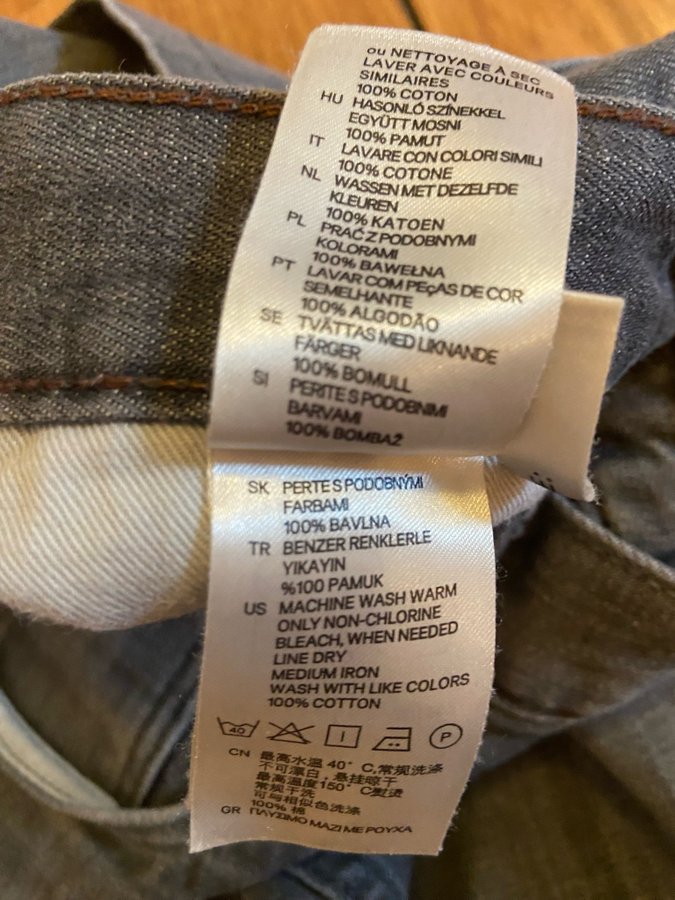 ou NETTOYAGE À SEC
LAVER AVEC COULEURS
SIMILAIRES
100% COTON
HU HASONLÓ SZÍNEKKEL
EGYÜTT MOSNI
100% PAMUT
IT LAVARE CON COLORI SIMILI
100% COTONE
NL WASSEN MET DEZELFDE
KLEUREN
100% KATOEN
PL PRAĆ Z PODOBNYMI
KOLORAMI
100% BAWEŁNA
PT LAVAR COM PEÇAS DE COR
SEMELHANTE
100% ALGODÃO
SE TVÄTTAS MED LIKNANDE
FÄRGER
100% BOMULL
SI PERITE S PODOBNIMI
BARVAMI
100% BOMBAŽ
SK PERTE S PODOBNÝMI
FARBAMI
100% BAVLNA
TR BENZER RENKLERLE
YIKAYIN
%100 PAMUK
US MACHINE WASH WARM
ONLY NON-CHLORINE
BLEACH, WHEN NEEDED
LINE DRY
MEDIUM IRON
WASH WITH LIKE COLORS
100% COTTON
40 P
CN 最高水温 40° C,常规洗涤
不可漂白，悬挂晾干
最高温度150° C熨烫
常规干洗
可与相似色洗涤
100% 棉
GR ΠΛΥΣΙΜΟ ΜΑΖΙ ΜΕ ΡΟΥΧΑ